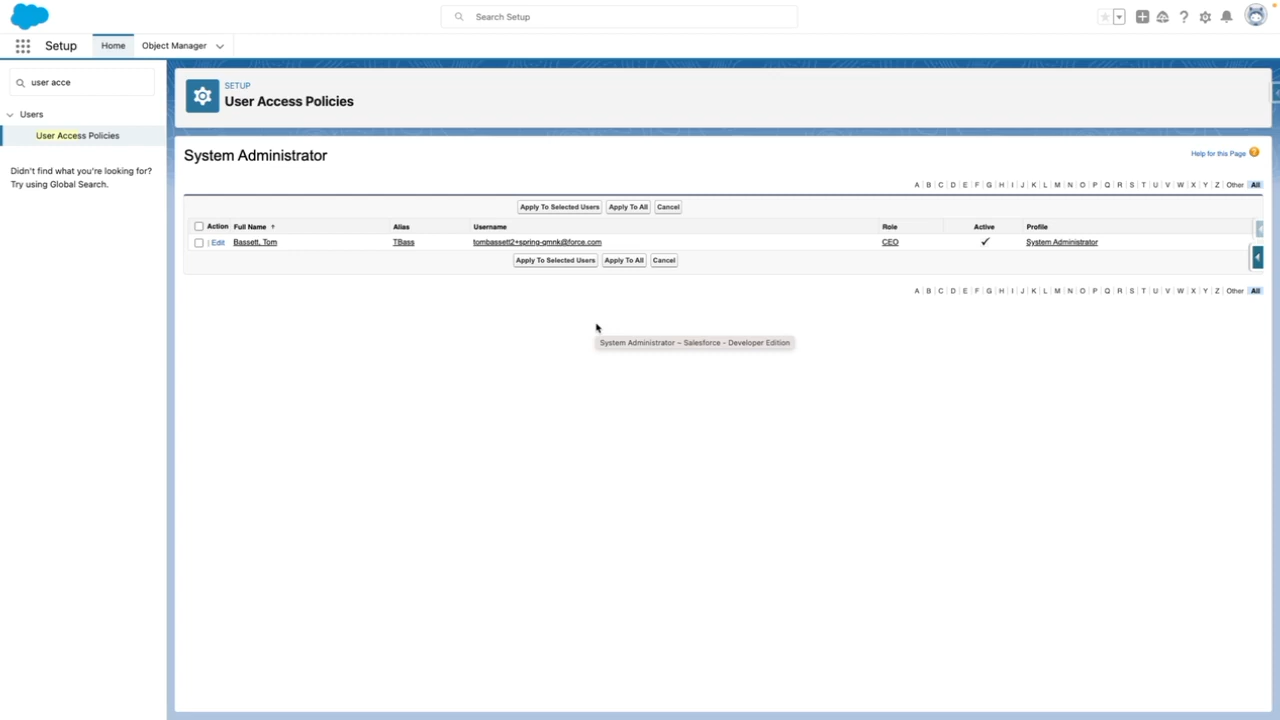 Search Setup
Setup
Home
Object Manager
user acce
Users
User Access Policies
Didn't find what you're looking for?
Try using Global Search.
SETUP
User Access Policies
System Administrator
Help for this Page
A | B | C | D | E | F | G | H | I | J | K | L | M | N | O | P | Q | R | S | T | U | V | W | X | Y | Z | Other | All
Apply To Selected Users Apply To All Cancel
Action Full Name ↑ Alias Username Role Active Profile
| Edit Bassett, Tom TBass tombassett2+spring-qmnk@force.com CEO ✓ System Administrator
Apply To Selected Users Apply To All Cancel
A | B | C | D | E | F | G | H | I | J | K | L | M | N | O | P | Q | R | S | T | U | V | W | X | Y | Z | Other | All
System Administrator ~ Salesforce - Developer Edition